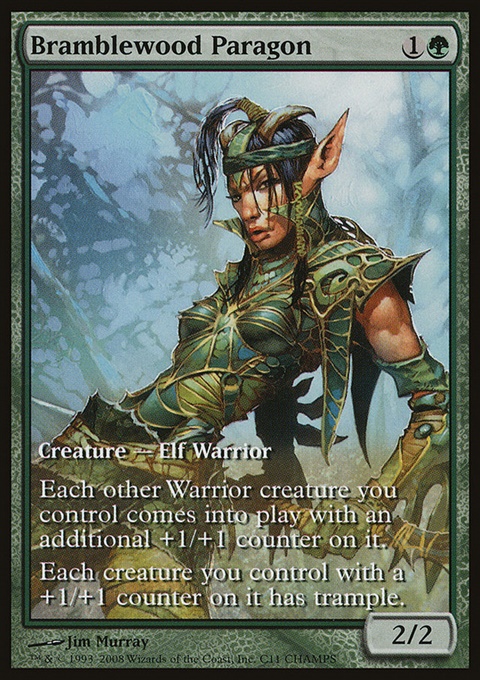 Bramblewood Paragon 1
Creature — Elf Warrior
Each other Warrior creature you
control comes into play with an
additional +1/+1 counter on it.
Each creature you control with a
+1/+1 counter on it has trample.
2/2
Jim Murray
™ & © 1993-2008 Wizards of the Coast, Inc. C11 CHAMPS